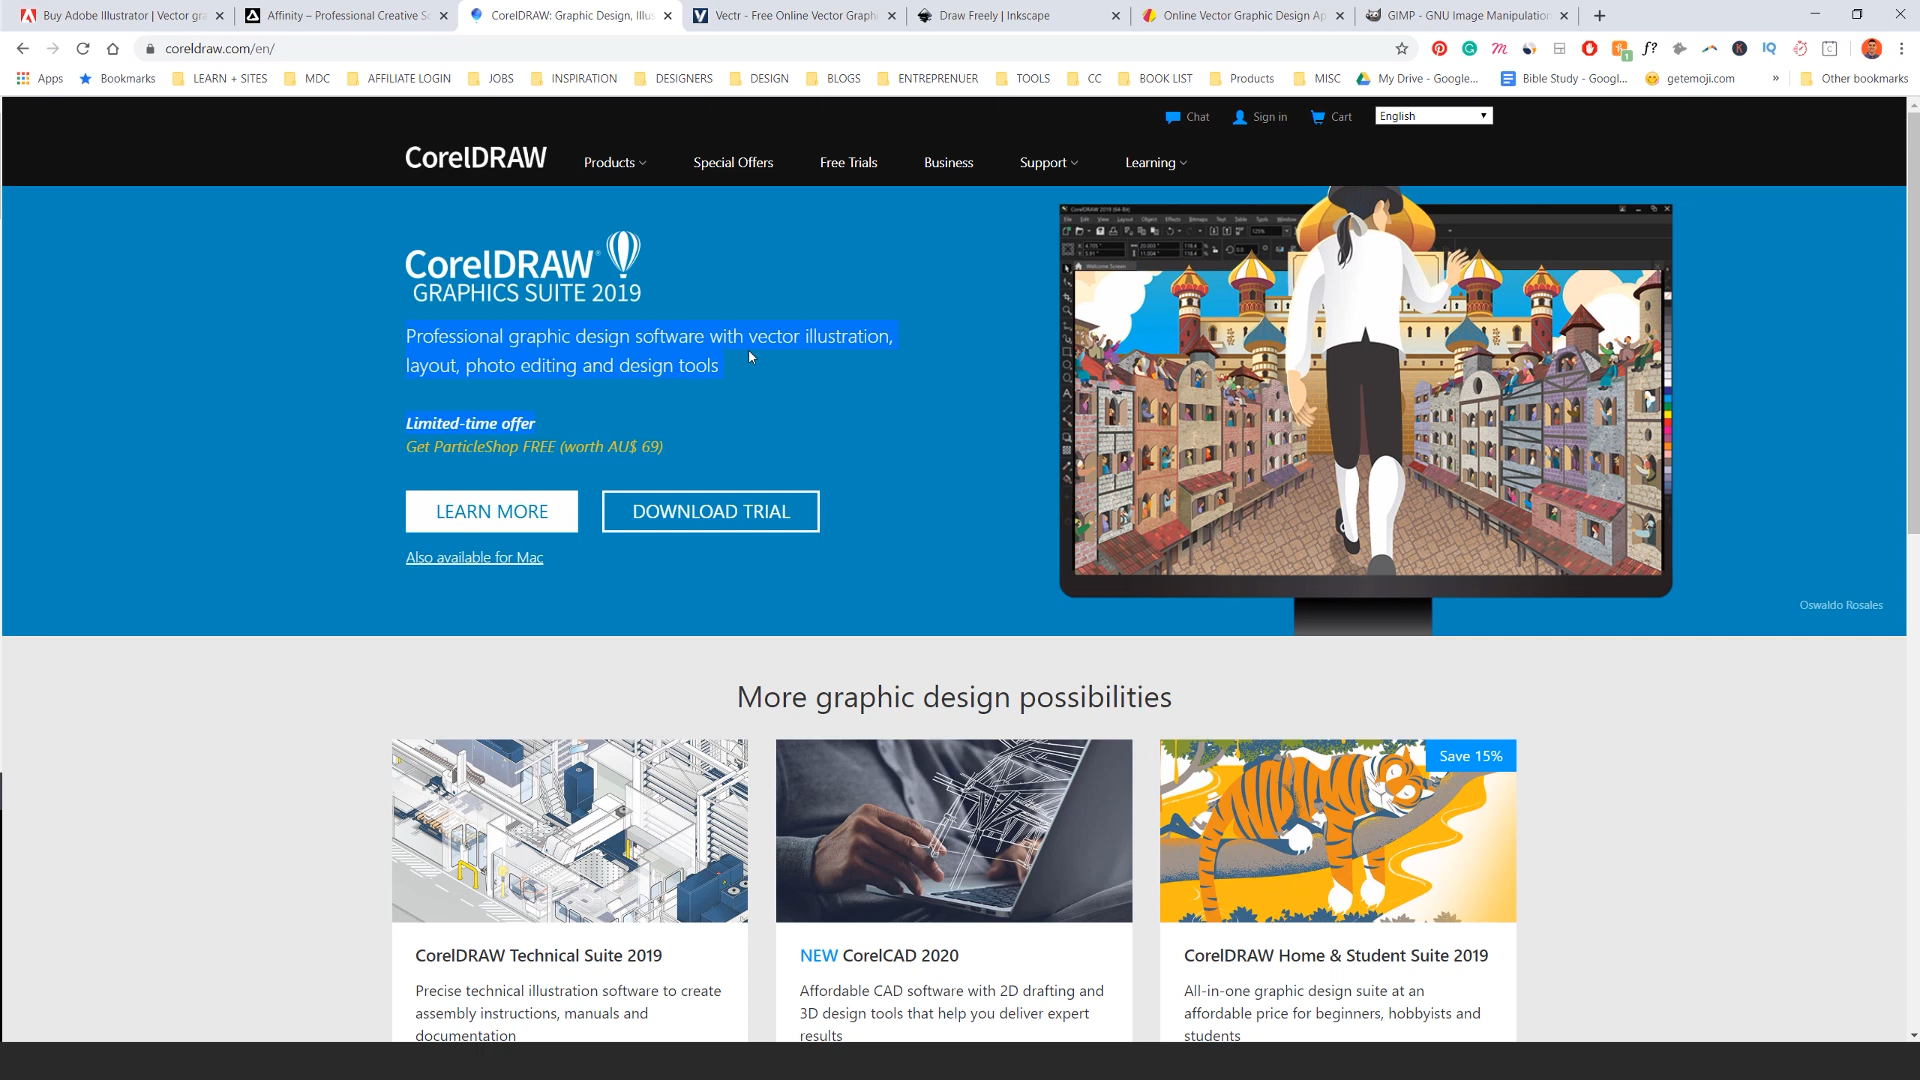 Buy Adobe Illustrator | Vector gra
Affinity – Professional Creative So
CorelDRAW: Graphic Design, Illus
Vectr - Free Online Vector Graphi
Draw Freely | Inkscape
Online Vector Graphic Design Ap
GIMP - GNU Image Manipulation
coreldraw.com/en/
Apps
Bookmarks
LEARN + SITES
MDC
AFFILIATE LOGIN
JOBS
INSPIRATION
DESIGNERS
DESIGN
BLOGS
ENTREPRENUER
TOOLS
CC
BOOK LIST
Products
MISC
My Drive - Google...
Bible Study - Googl...
getemoji.com
»
Other bookmarks
Chat
Sign in
Cart
English
CorelDRAW
Products
Special Offers
Free Trials
Business
Support
Learning
CorelDRAW®
GRAPHICS SUITE 2019
Professional graphic design software with vector illustration,
layout, photo editing and design tools
Limited-time offer
Get ParticleShop FREE (worth AU$ 69)
LEARN MORE
DOWNLOAD TRIAL
Also available for Mac
CorelDRAW 2019 (64-Bit)
Oswaldo Rosales
More graphic design possibilities
Save 15%
CorelDRAW Technical Suite 2019
Precise technical illustration software to create
assembly instructions, manuals and
documentation
NEW CorelCAD 2020
Affordable CAD software with 2D drafting and
3D design tools that help you deliver expert
results
CorelDRAW Home & Student Suite 2019
All-in-one graphic design suite at an
affordable price for beginners, hobbyists and
students